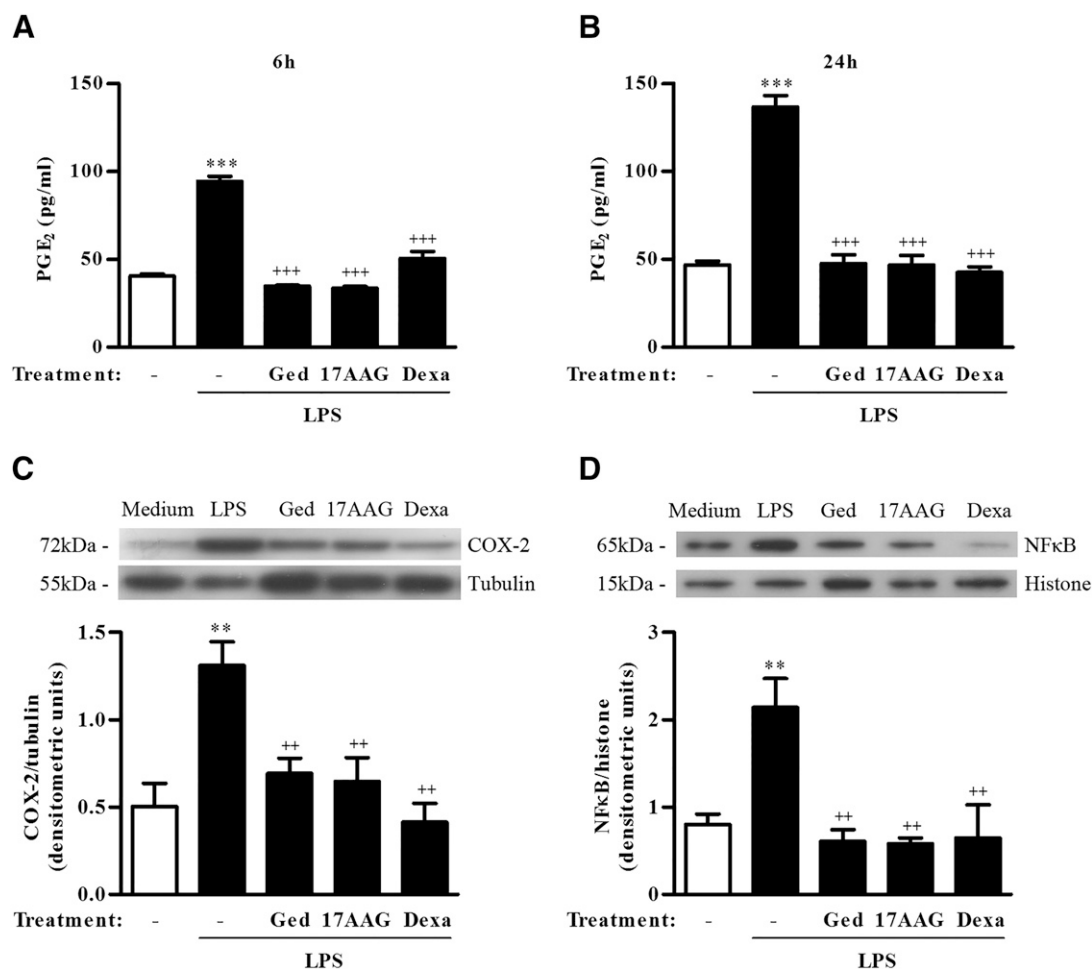 A
6h
PGE₂ (pg/ml)
150
100
50
0
***
+++
+++
+++
Treatment: - - Ged 17AAG Dexa
LPS
B
24h
PGE₂ (pg/ml)
150
100
50
0
***
+++
+++
+++
Treatment: - - Ged 17AAG Dexa
LPS
C
Medium LPS Ged 17AAG Dexa
72kDa - COX-2
55kDa - Tubulin
COX-2/tubulin
(densitometric units)
1.5
1.0
0.5
0.0
**
++
++
++
Treatment: - - Ged 17AAG Dexa
LPS
D
Medium LPS Ged 17AAG Dexa
65kDa - NFκB
15kDa - Histone
NFκB/histone
(densitometric units)
3
2
1
0
**
++
++
++
Treatment: - - Ged 17AAG Dexa
LPS